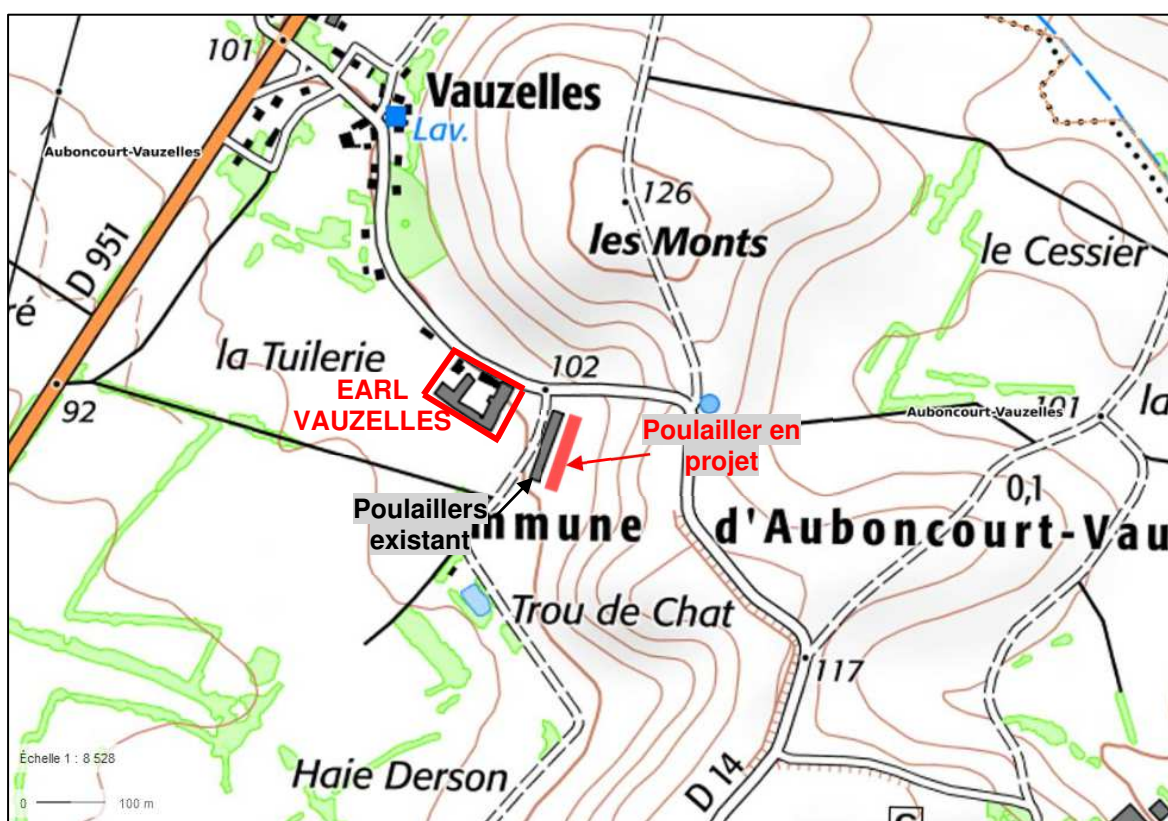 101
Vauzelles
Lav.
Auboncourt-Vauzelles
126
les Monts
le Cessier
D 951
ré
la Tuilerie
102
EARL
VAUZELLES
92
Auboncourt-Vauzelles
101
la
Poulailler en
projet
0,1
Poulaillers
existant
mmune d'Auboncourt-Vau
Trou de Chat
117
Échelle 1 : 8 528
Haie Derson
D 14
0 100 m